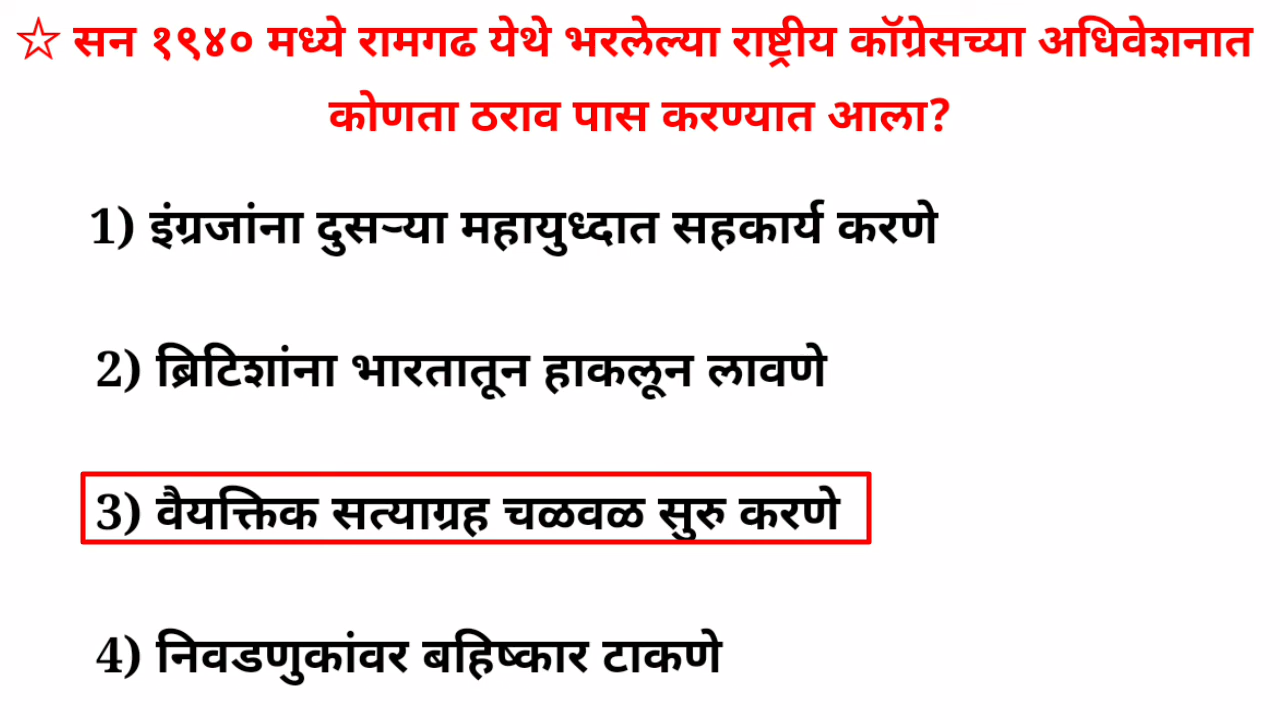 ☆ सन १९४० मध्ये रामगढ येथे भरलेल्या राष्ट्रीय कॉग्रेसच्या अधिवेशनात
कोणता ठराव पास करण्यात आला?
1) इंग्रजांना दुसऱ्या महायुध्दात सहकार्य करणे
2) ब्रिटिशांना भारतातून हाकलून लावणे
3) वैयक्तिक सत्याग्रह चळवळ सुरु करणे
4) निवडणुकांवर बहिष्कार टाकणे